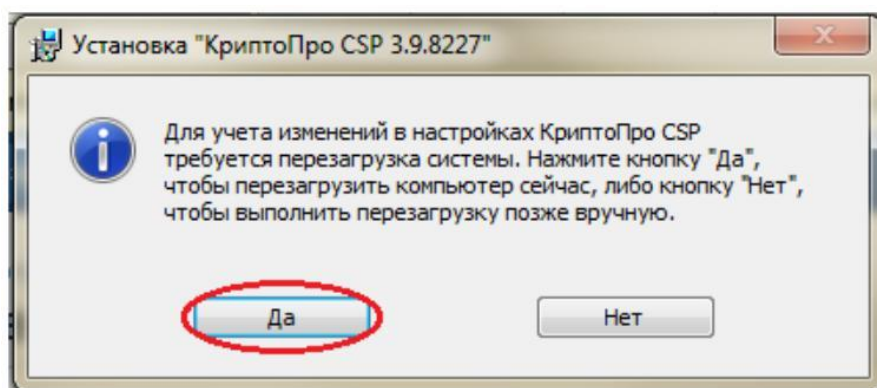 Установка "КриптоПро CSP 3.9.8227"
Для учета изменений в настройках КриптоПро CSP
требуется перезагрузка системы. Нажмите кнопку "Да",
чтобы перезагрузить компьютер сейчас, либо кнопку "Нет",
чтобы выполнить перезагрузку позже вручную.
Да
Нет